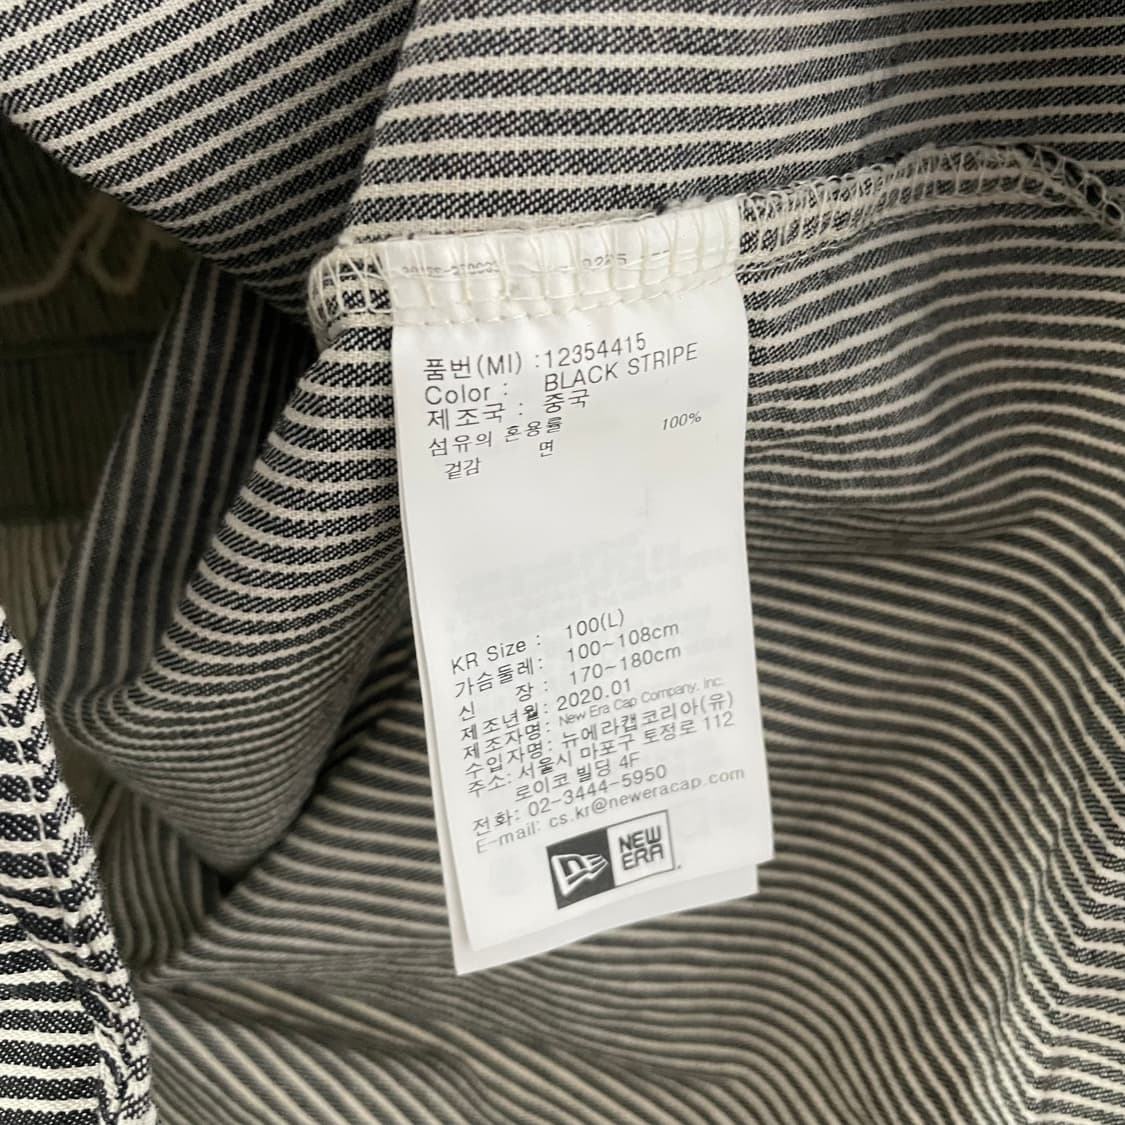 품번(MI) :12354415
Color : BLACK STRIPE
제조국 : 중국
섬유의 혼용률
겉감 면 100%
KR Size : 100(L)
가슴둘레: 100~108cm
신 장 : 170~180cm
제조년월: 2020.01
제조자명: New Era Cap Company, Inc.
수입자명: 뉴에라캡코리아(유)
주소: 서울시 마포구 토정로 112
로이코 빌딩 4F
전화: 02-3444-5950
E-mail: cs.kr@neweracap.com
NEW
ERA